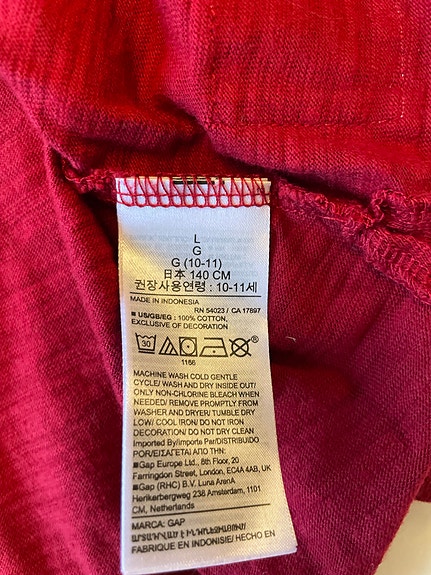 L
G
G (10-11)
日本 140 CM
권장사용연령 : 10-11세
MADE IN INDONESIA
RN 54023 / CA 17897
■ US/GB/EG : 100% COTTON,
EXCLUSIVE OF DECORATION
30
1166
MACHINE WASH COLD GENTLE
CYCLE/ WASH AND DRY INSIDE OUT/
ONLY NON-CHLORINE BLEACH WHEN
NEEDED/ REMOVE PROMPTLY FROM
WASHER AND DRYER/ TUMBLE DRY
LOW/ COOL IRON/ DO NOT IRON
DECORATION/ DO NOT DRY CLEAN
Imported By/Importe Par/DISTRIBUIDO
POR/ΕΙΣΑΓΕΤΑΙ ΑΠΟ ΤΗΝ:
■Gap Europe Ltd., 8th Floor, 20
Farringdon Street, London, EC4A 4AB, UK
■Gap (RHC) B.V. Luna ArenA
Herikerbergweg 238 Amsterdam, 1101
CM, Netherlands
MARCA: GAP
FABRIQUE EN INDONISIE/ HECHO EN